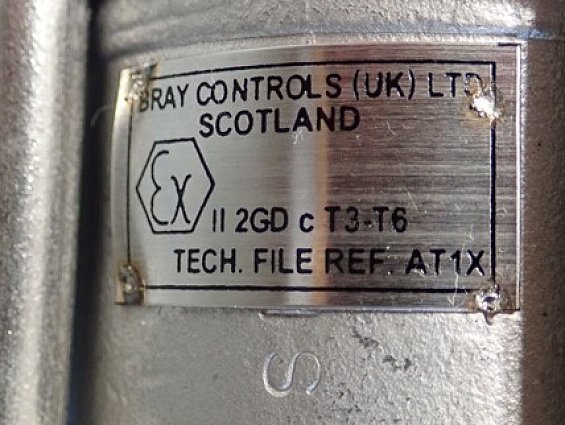 BRAY CONTROLS (UK) LTD
SCOTLAND
Ex
II 2GD c T3-T6
TECH. FILE REF. AT1X
S